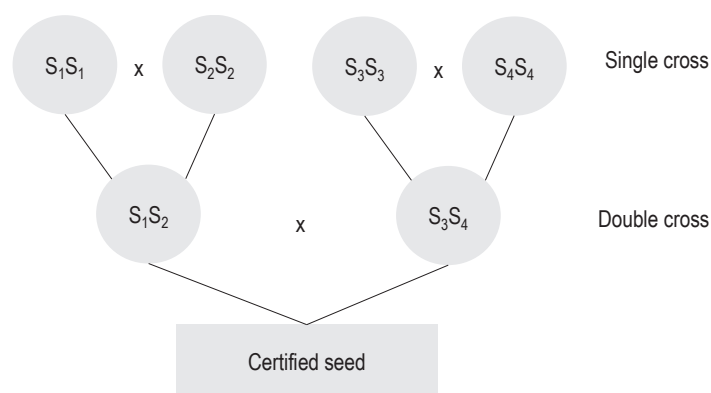 S₁S₁ x S₂S₂ S₃S₃ x S₄S₄ Single cross
S₁S₂ x S₃S₄ Double cross
Certified seed